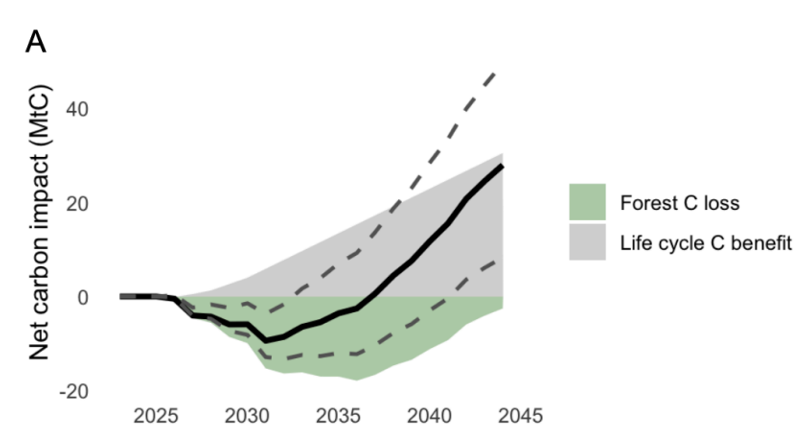 A
Net carbon impact (MtC)
40
20
0
-20
2025 2030 2035 2040 2045
Forest C loss
Life cycle C benefit